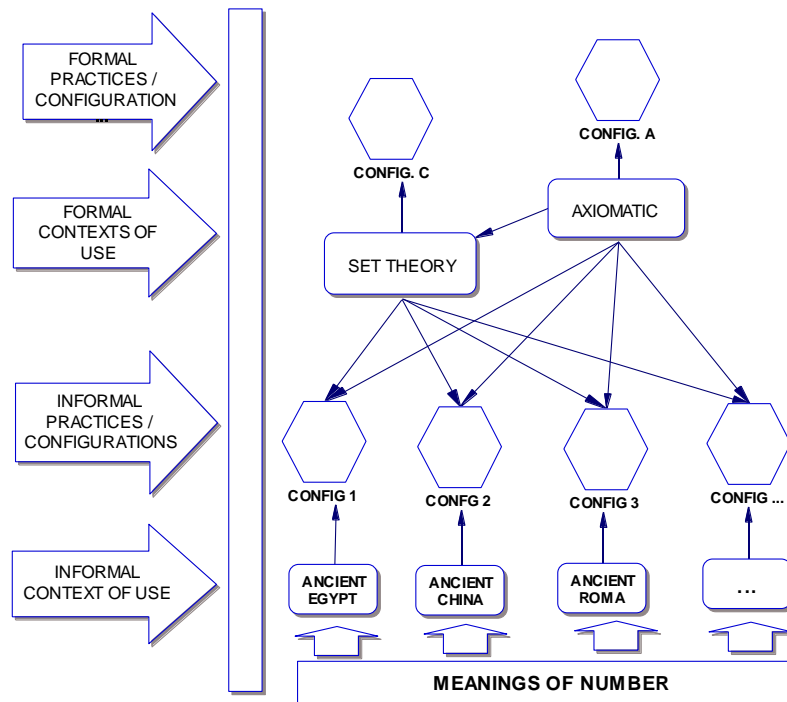 FORMAL
PRACTICES /
CONFIGURATION
...
CONFIG. A
CONFIG. C
FORMAL
CONTEXTS OF
USE
AXIOMATIC
SET THEORY
INFORMAL
PRACTICES /
CONFIGURATIONS
CONFIG 1
CONFG 2
CONFIG 3
CONFIG ...
INFORMAL
CONTEXT OF USE
ANCIENT
EGYPT
ANCIENT
CHINA
ANCIENT
ROMA
...
MEANINGS OF NUMBER